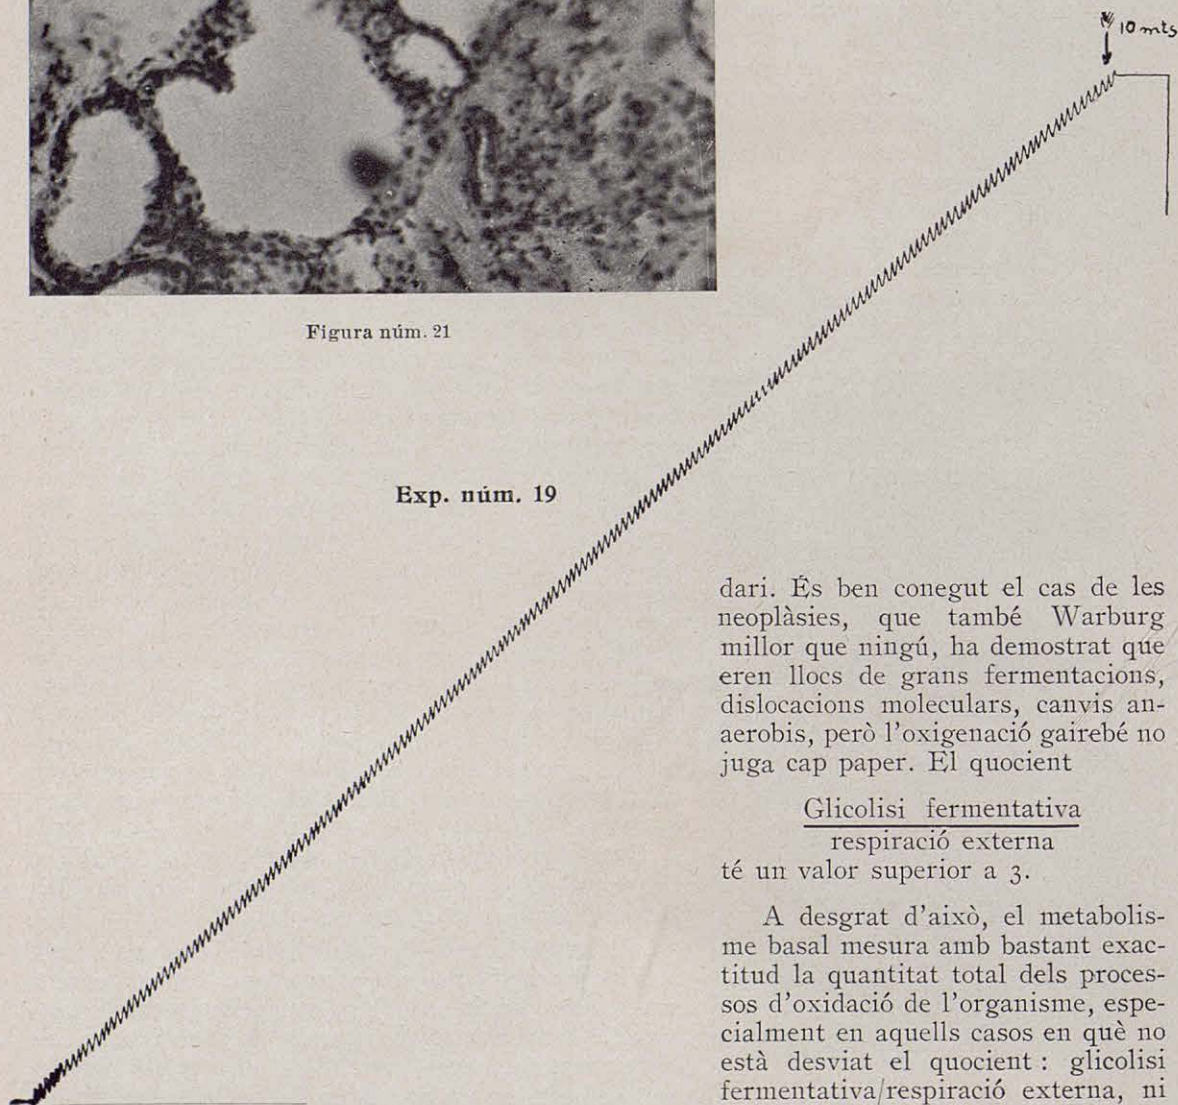 10 mts
Figura núm. 21
Exp. núm. 19
dari. És ben conegut el cas de les
neoplàsies, que també Warburg
millor que ningú, ha demostrat que
eren llocs de grans fermentacions,
dislocacions moleculars, canvis an-
aerobis, però l'oxigenació gairebé no
juga cap paper. El quocient
Glicolisi fermentativa
respiració externa
té un valor superior a 3.
A desgrat d'això, el metabolis-
me basal mesura amb bastant exac-
titud la quantitat total dels proces-
sos d'oxidació de l'organisme, espe-
cialment en aquells casos en què no
està desviat el quocient : glicolisi
fermentativa/respiració externa, ni